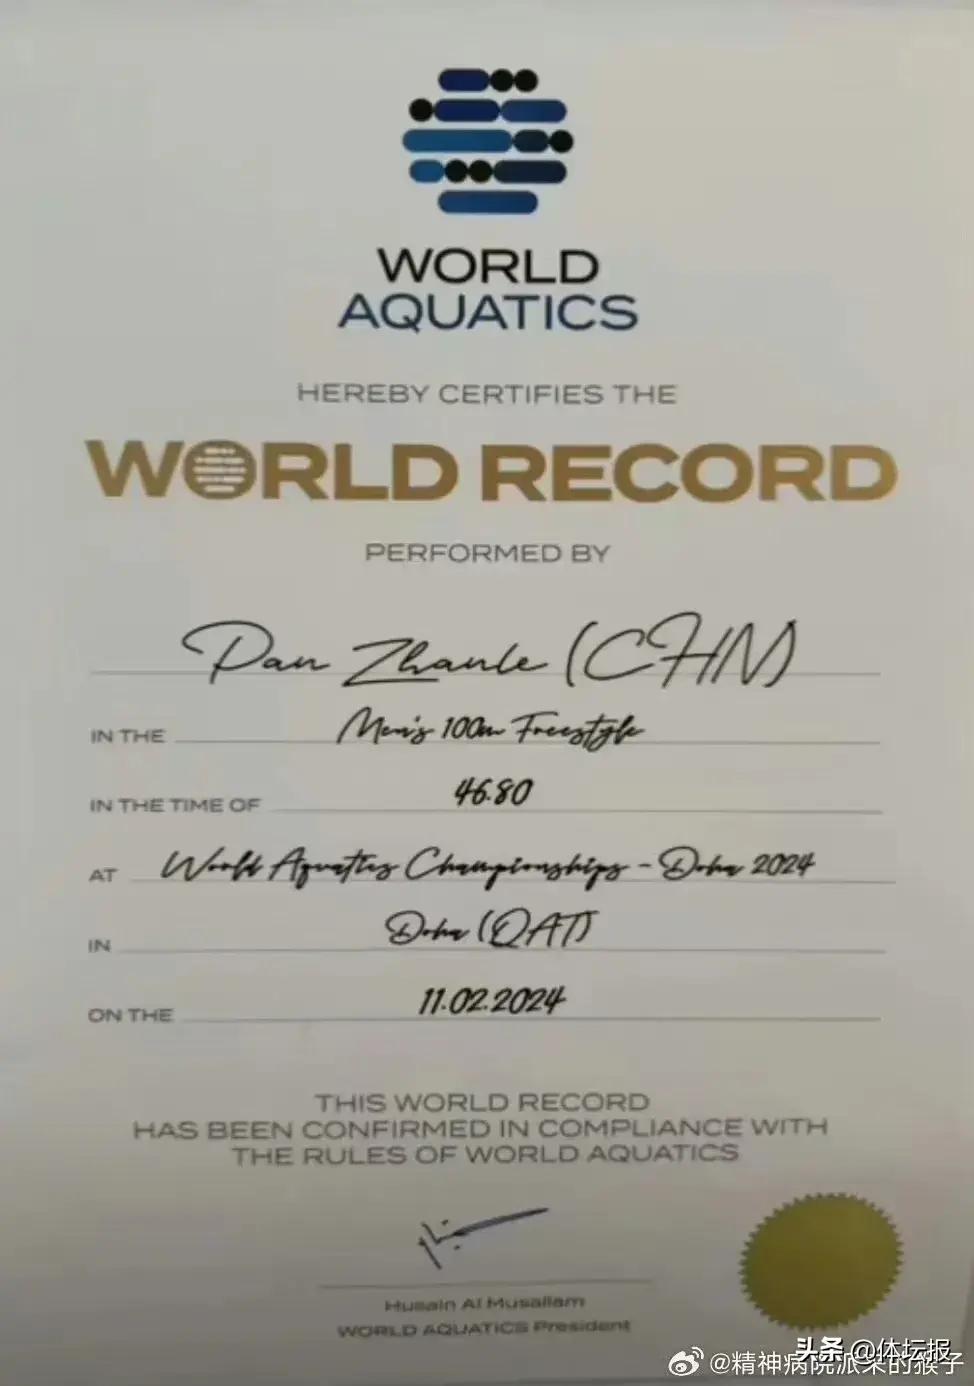 WORLD
AQUATICS
HEREBY CERTIFIES THE
WORLD RECORD
PERFORMED BY
Pan Zhanle (CHN)
IN THE Men's 100m Freestyle
IN THE TIME OF 46.80
AT World Aquatics Championships - Doha 2024
IN Doha (QAT)
ON THE 11.02.2024
THIS WORLD RECORD
HAS BEEN CONFIRMED IN COMPLIANCE WITH
THE RULES OF WORLD AQUATICS
Husain Al Musallam
WORLD AQUATICS President
头条 @体坛报
@精神病院派来的猴子